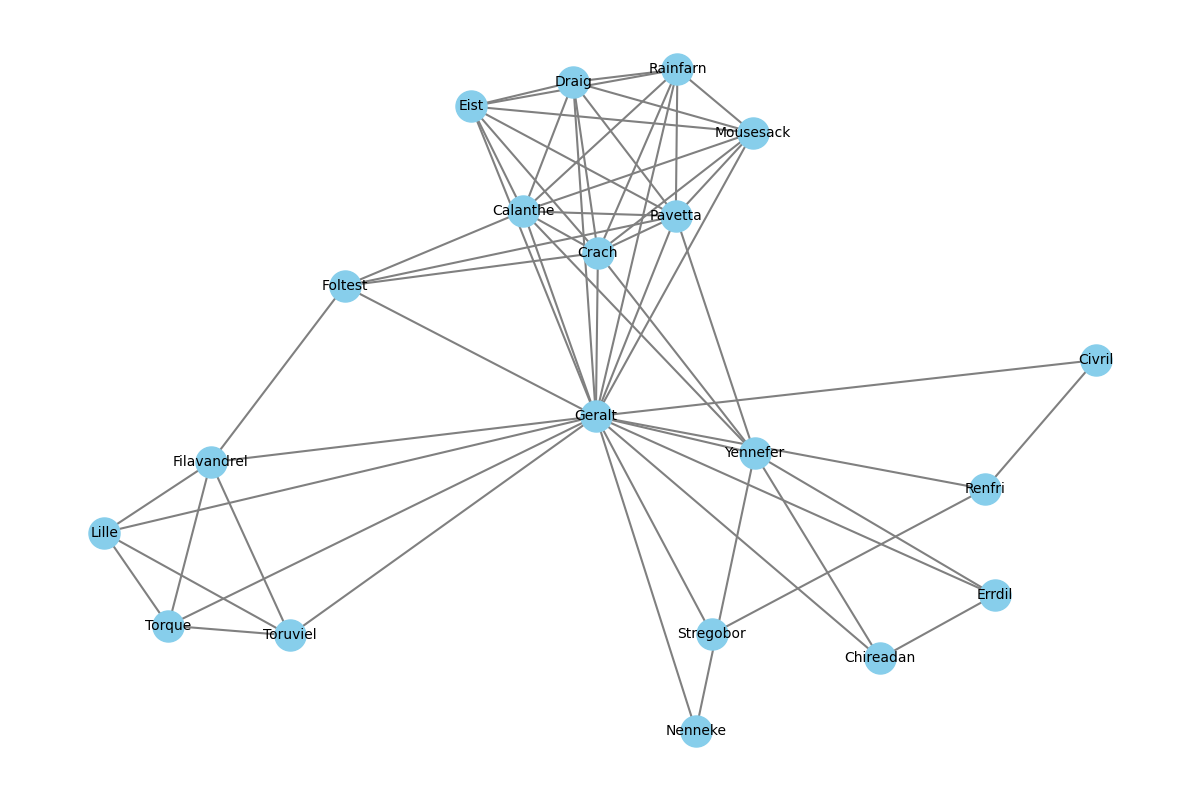 Rainfarn
Draig
Eist
Mousesack
Calanthe
Pavetta
Crach
Foltest
Civril
Geralt
Yennefer
Filavandrel
Renfri
Lille
Errdil
Torque
Toruviel
Stregobor
Chireadan
Nenneke